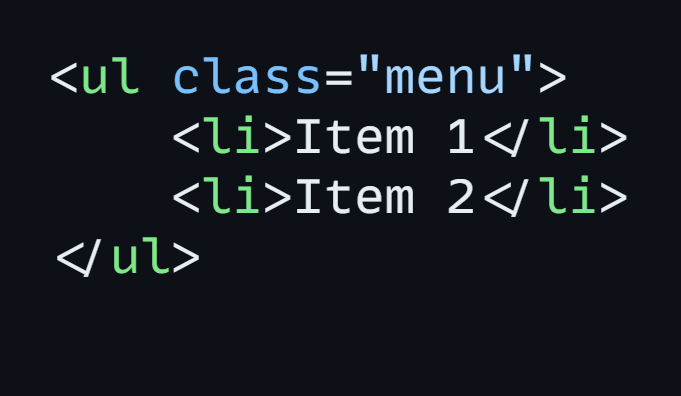 <ul class="menu">
    <li>Item 1</li>
    <li>Item 2</li>
</ul>